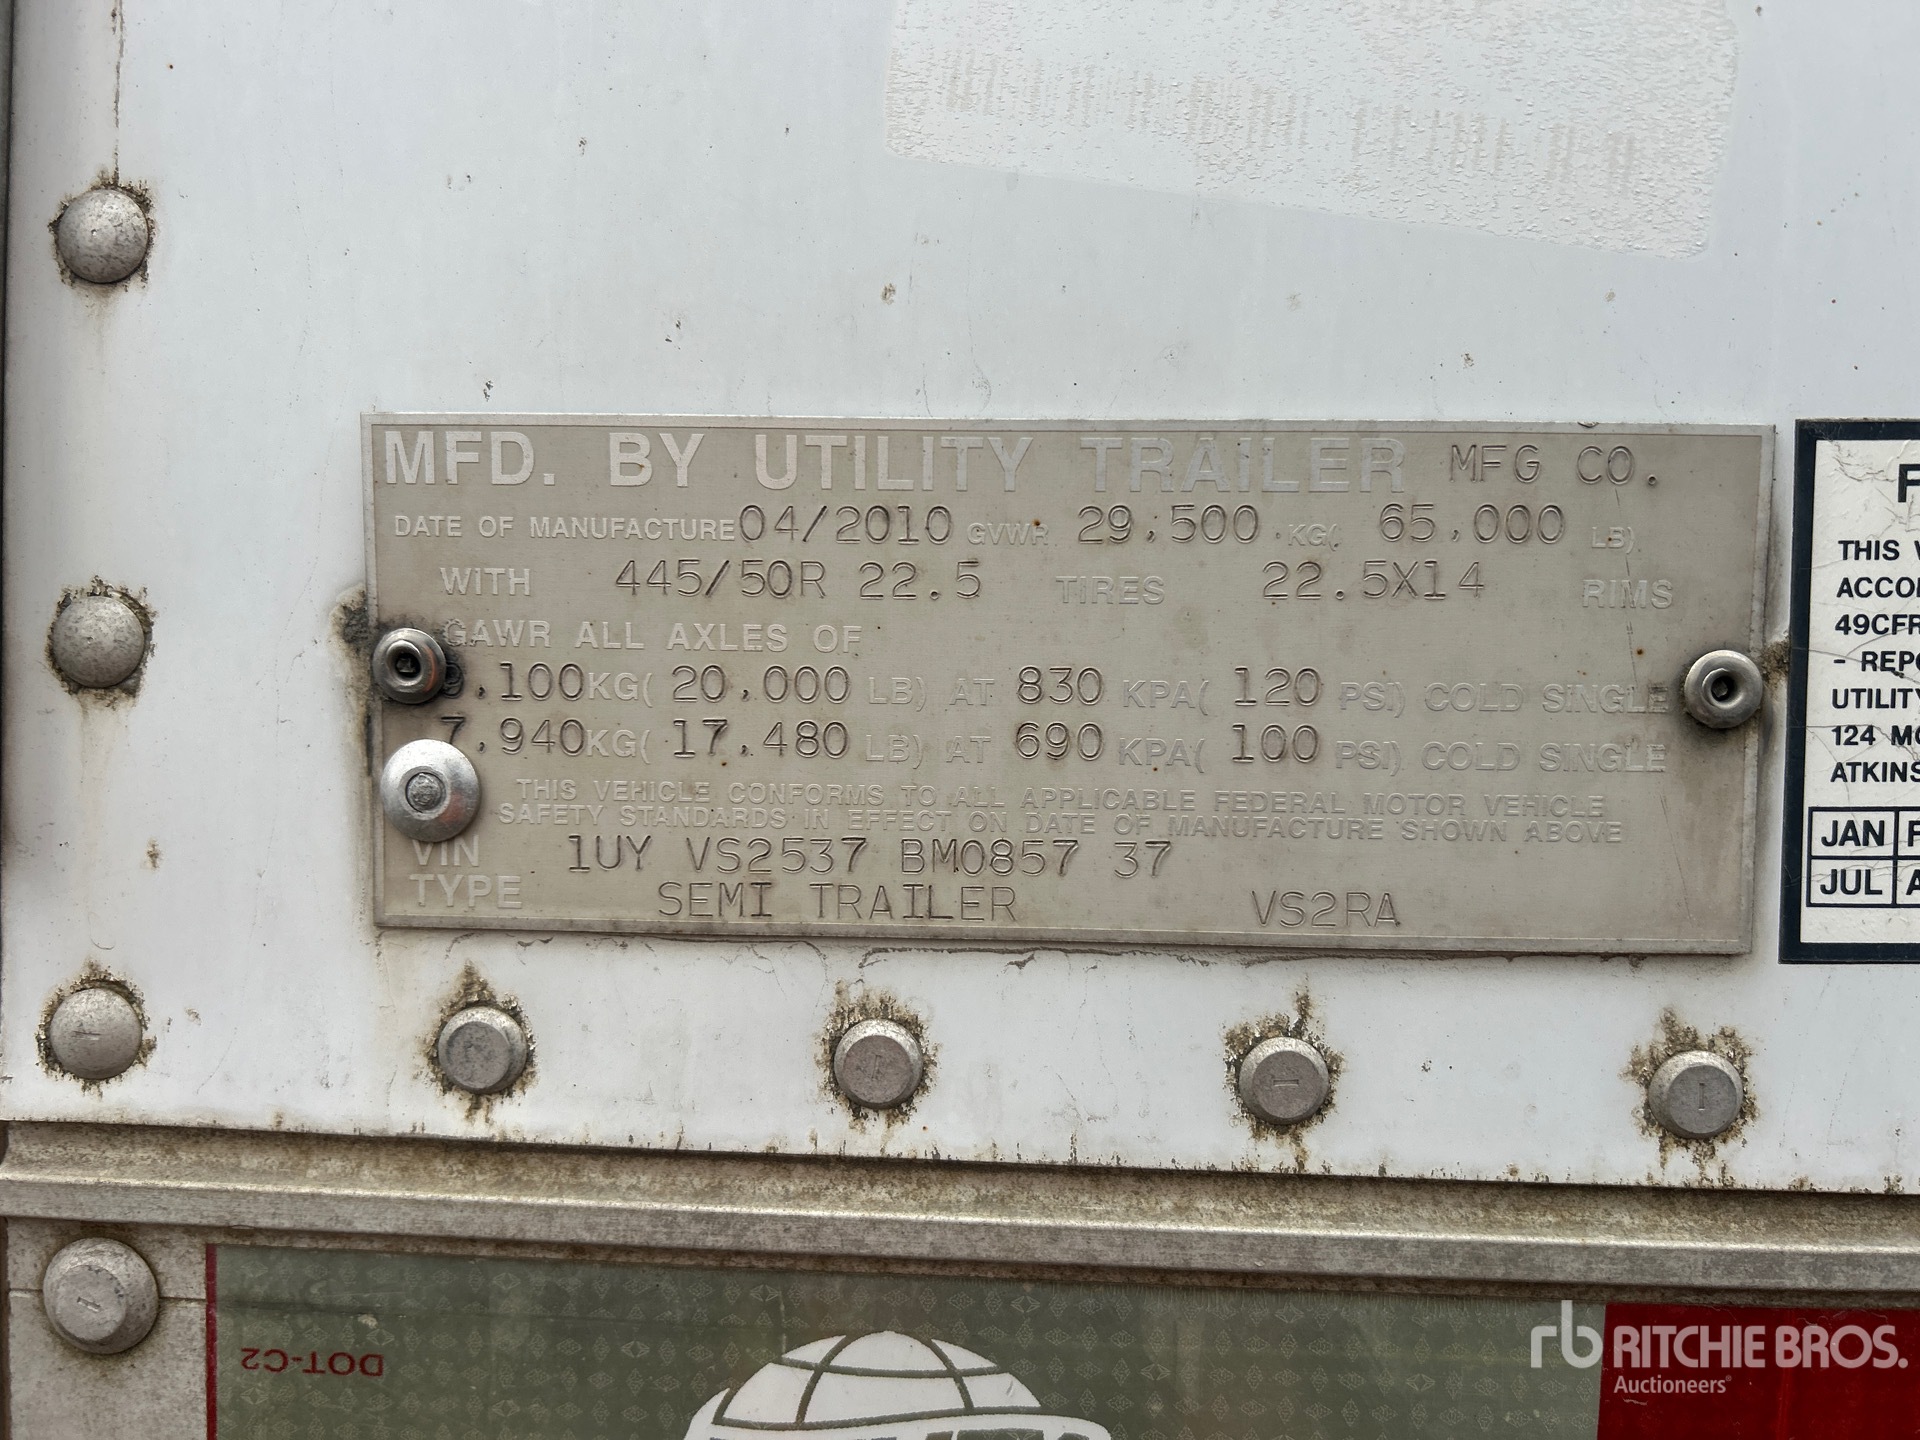 MFD. BY UTILITY TRAILER MFG CO.
DATE OF MANUFACTURE 04/2010 GVWR 29,500 KG( 65,000 LB)
WITH 445/50R 22.5 TIRES 22.5X14 RIMS
GAWR ALL AXLES OF
9,100KG( 20,000 LB) AT 830 KPA( 120 PSI) COLD SINGLE
7,940KG( 17,480 LB) AT 690 KPA( 100 PSI) COLD SINGLE
THIS VEHICLE CONFORMS TO ALL APPLICABLE FEDERAL MOTOR VEHICLE
SAFETY STANDARDS IN EFFECT ON DATE OF MANUFACTURE SHOWN ABOVE
VIN 1UY VS2537 BM0857 37
TYPE SEMI TRAILER VS2RA
F
THIS V
ACCO
49CFR
- REPO
UTILITY
124 MO
ATKINS
JAN F
JUL A
DOT-C2
rb RITCHIE BROS.
Auctioneers